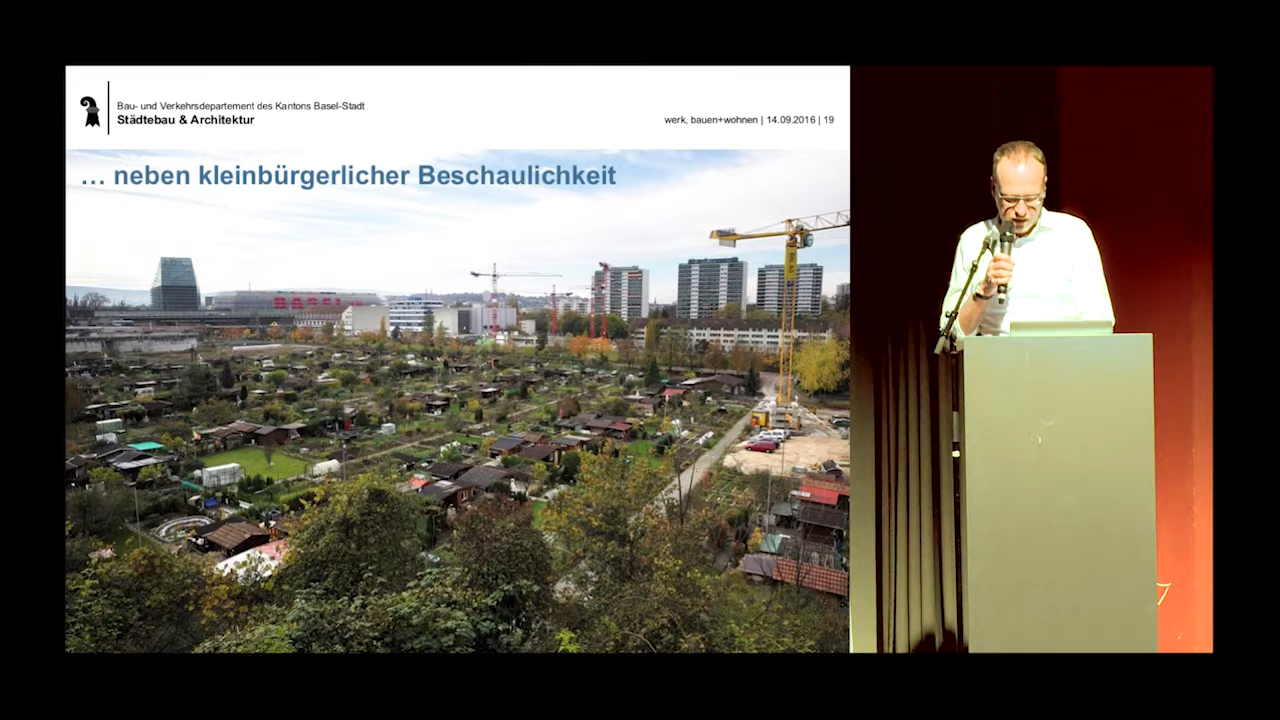 Bau- und Verkehrsdepartement des Kantons Basel-Stadt
Städtebau & Architektur
werk, bauen+wohnen | 14.09.2016 | 19
… neben kleinbürgerlicher Beschaulichkeit
BASEL